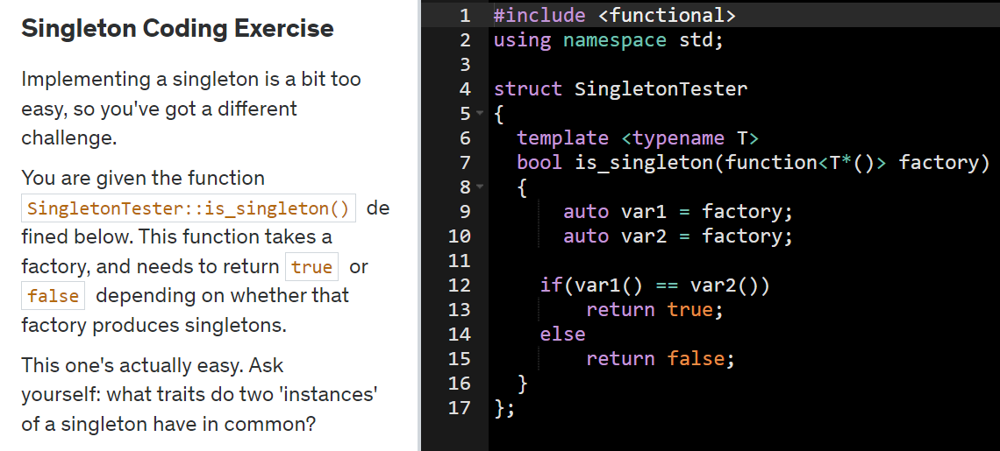 Singleton Coding Exercise
Implementing a singleton is a bit too
easy, so you've got a different
challenge.
You are given the function
SingletonTester::is_singleton() de
fined below. This function takes a
factory, and needs to return true or
false depending on whether that
factory produces singletons.
This one's actually easy. Ask
yourself: what traits do two 'instances'
of a singleton have in common?
1 #include <functional>
2 using namespace std;
3
4 struct SingletonTester
5 {
6 template <typename T>
7 bool is_singleton(function<T*()> factory)
8 {
9 auto var1 = factory;
10 auto var2 = factory;
11
12 if(var1() == var2())
13 return true;
14 else
15 return false;
16 }
17 };